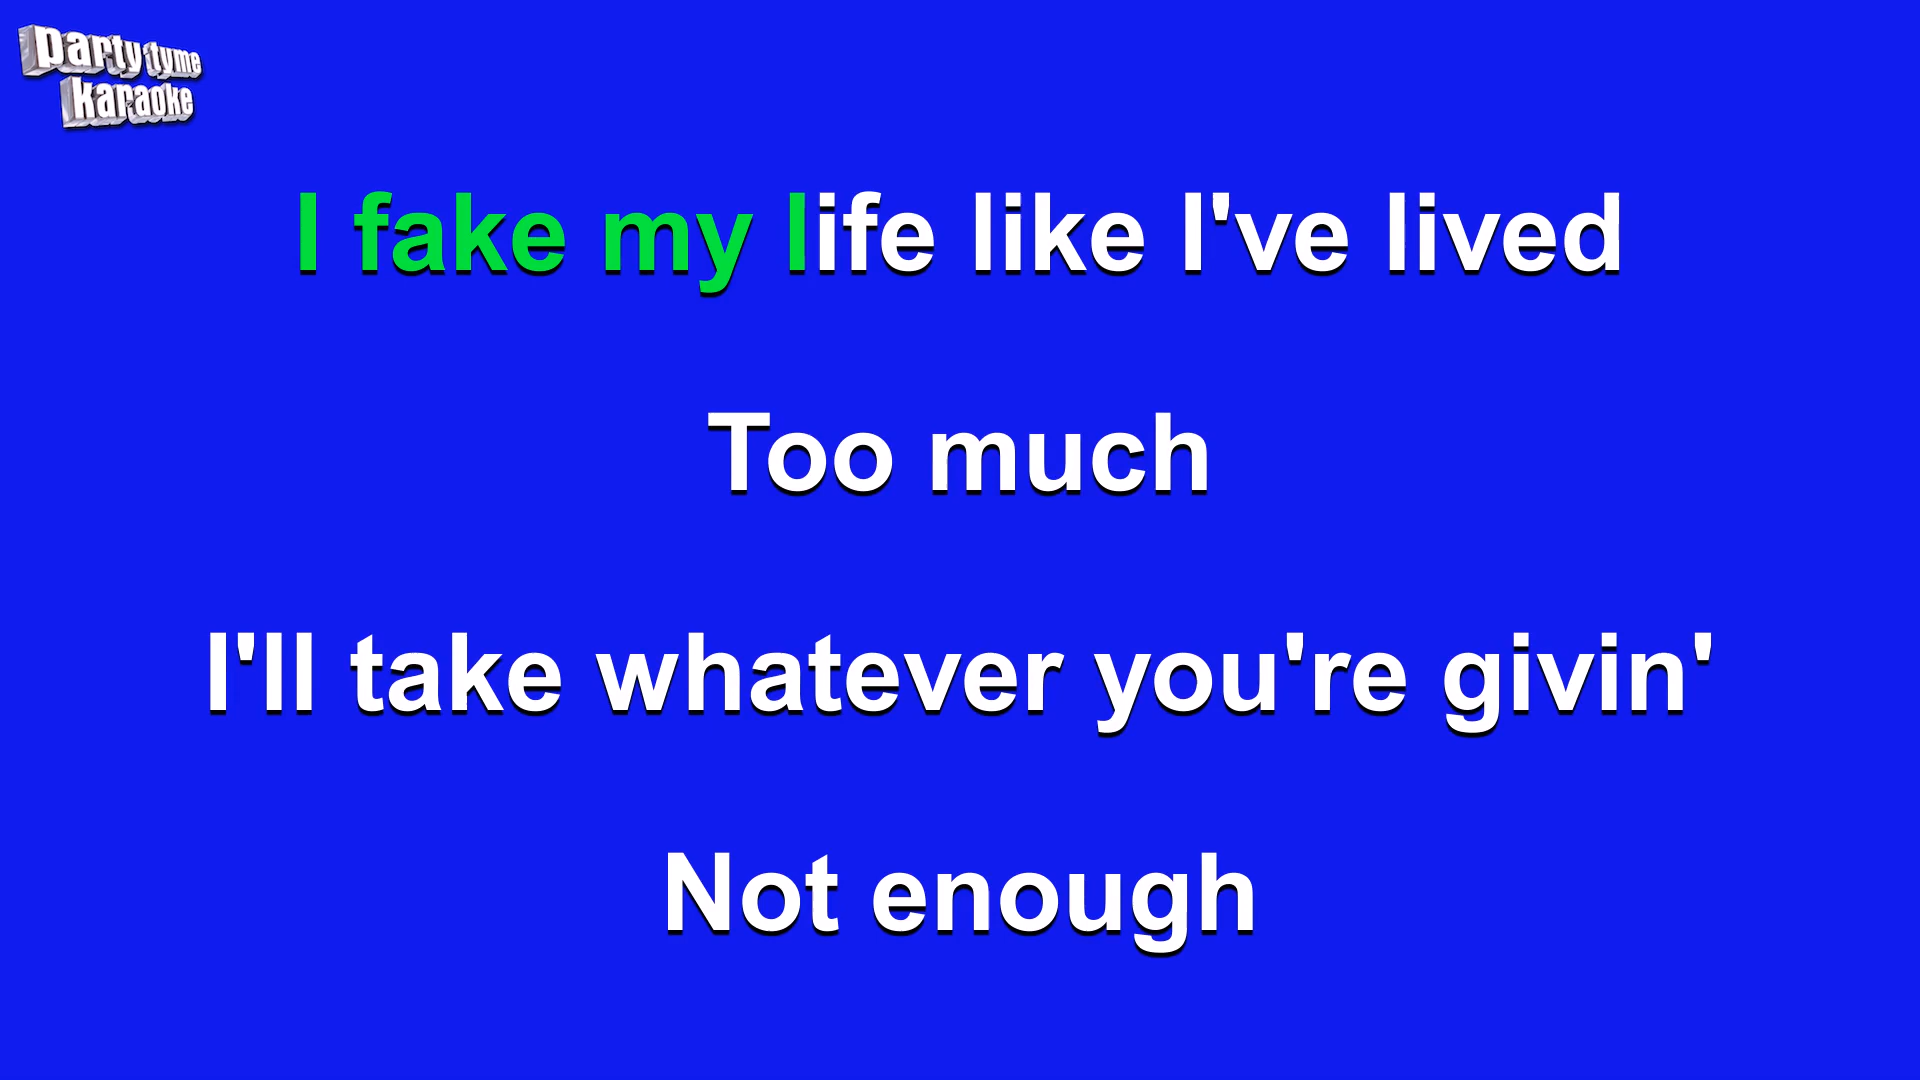 party tyme
karaoke
I fake my life like I've lived
Too much
I'll take whatever you're givin'
Not enough